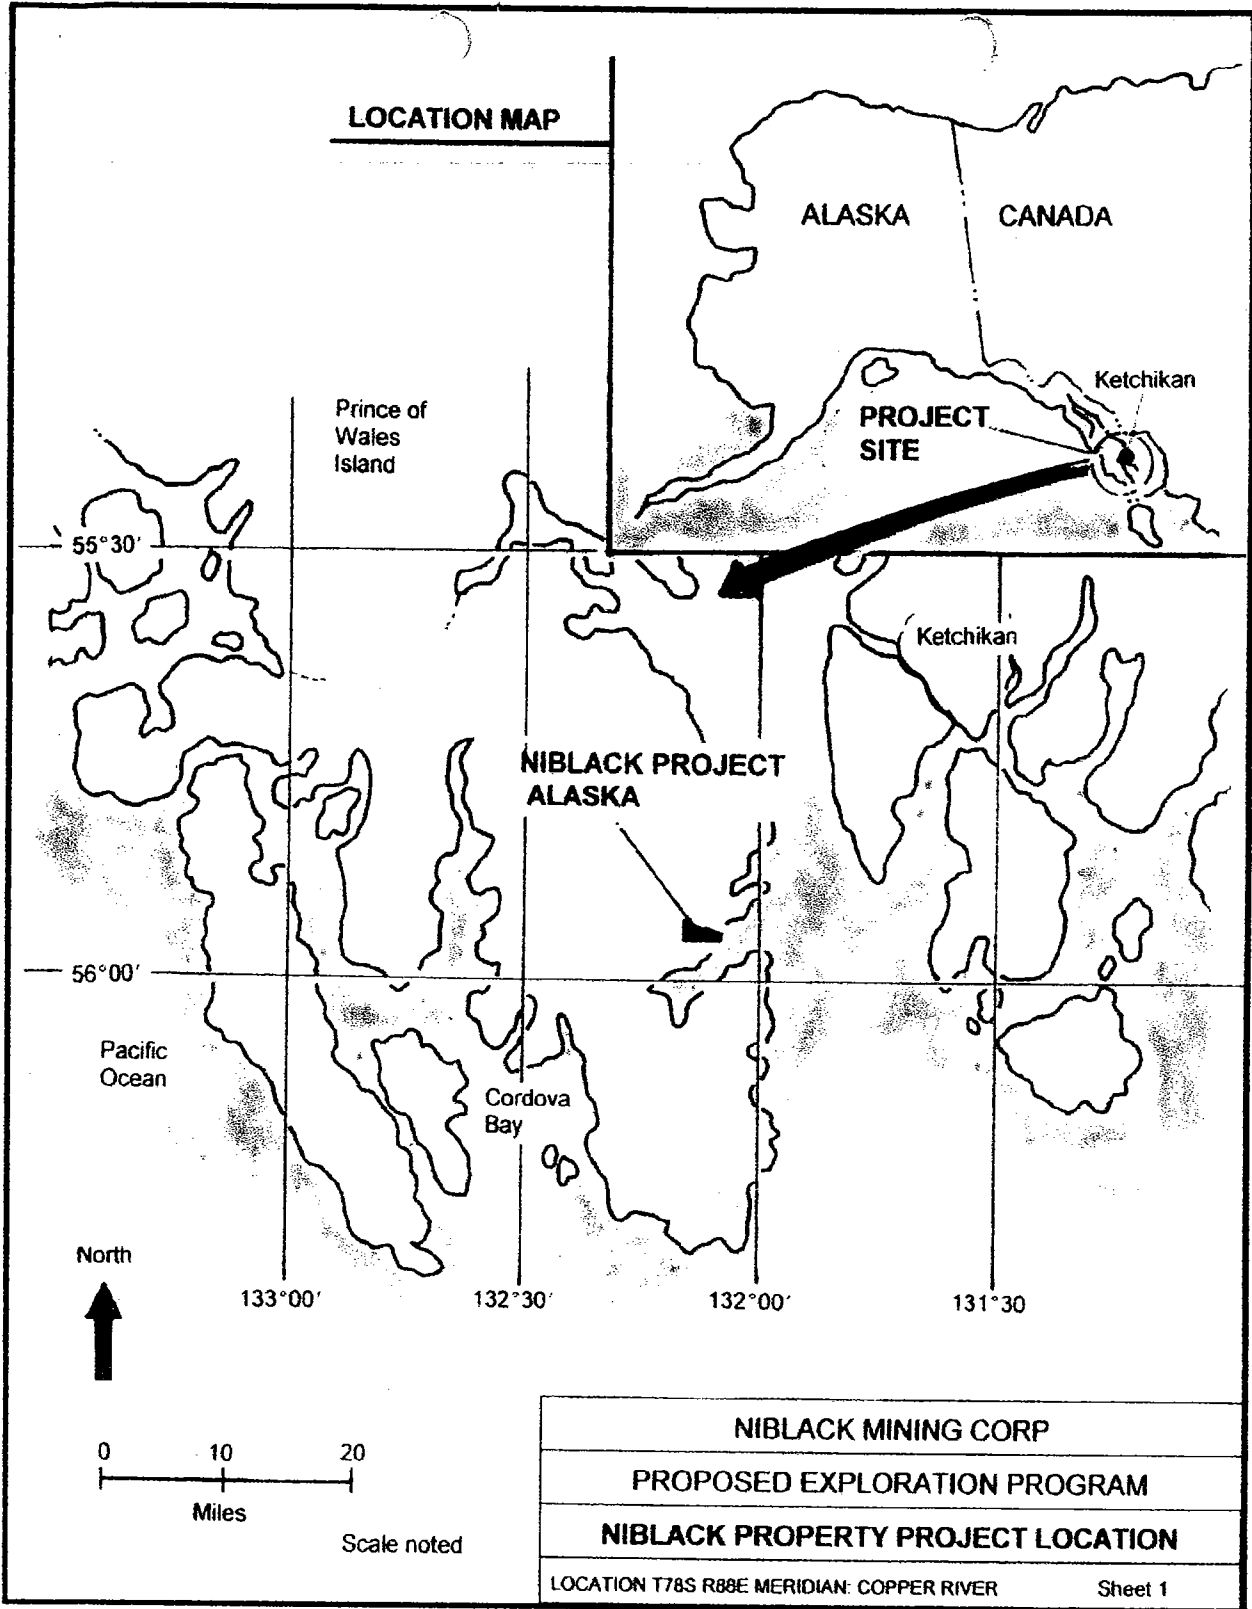 LOCATION MAP
ALASKA
CANADA
Ketchikan
PROJECT
SITE
Prince of
Wales
Island
55°30'
Ketchikan
NIBLACK PROJECT
ALASKA
56°00'
Pacific
Ocean
Cordova
Bay
North
133°00'
132°30'
132°00'
131°30
0
10
20
Miles
Scale noted
NIBLACK MINING CORP
PROPOSED EXPLORATION PROGRAM
NIBLACK PROPERTY PROJECT LOCATION
LOCATION T78S R88E MERIDIAN: COPPER RIVER
Sheet 1